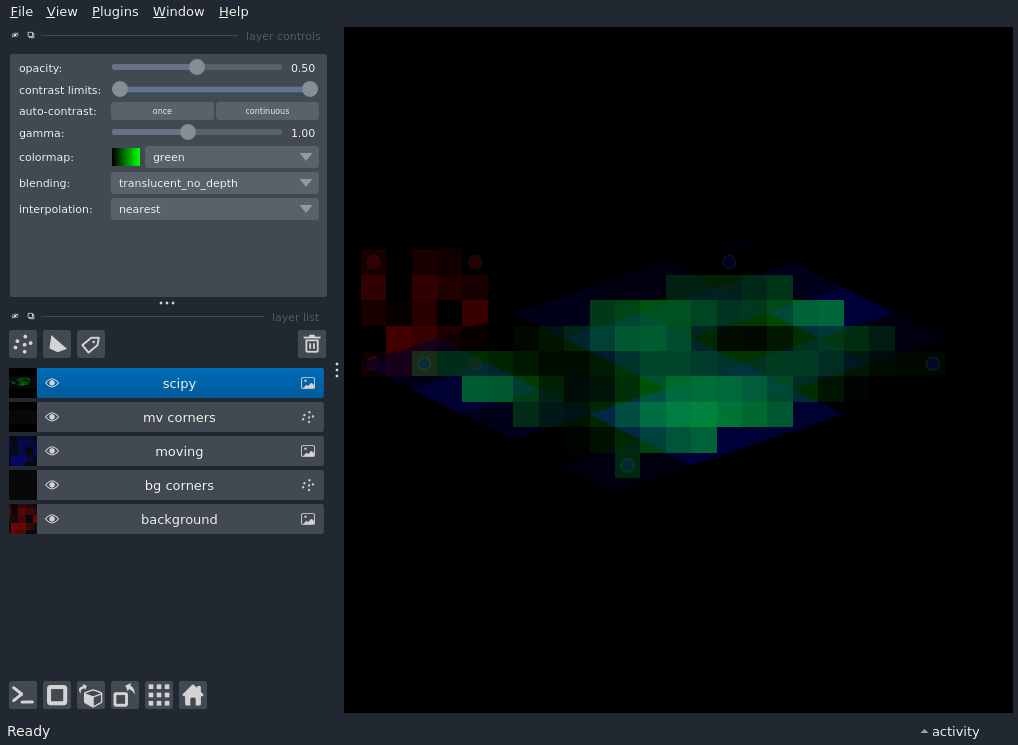 File View Plugins Window Help
layer controls
opacity: 0.50
contrast limits:
auto-contrast: once continuous
gamma: 1.00
colormap: green
blending: translucent_no_depth
interpolation: nearest
layer list
scipy
mv corners
moving
bg corners
background
Ready activity